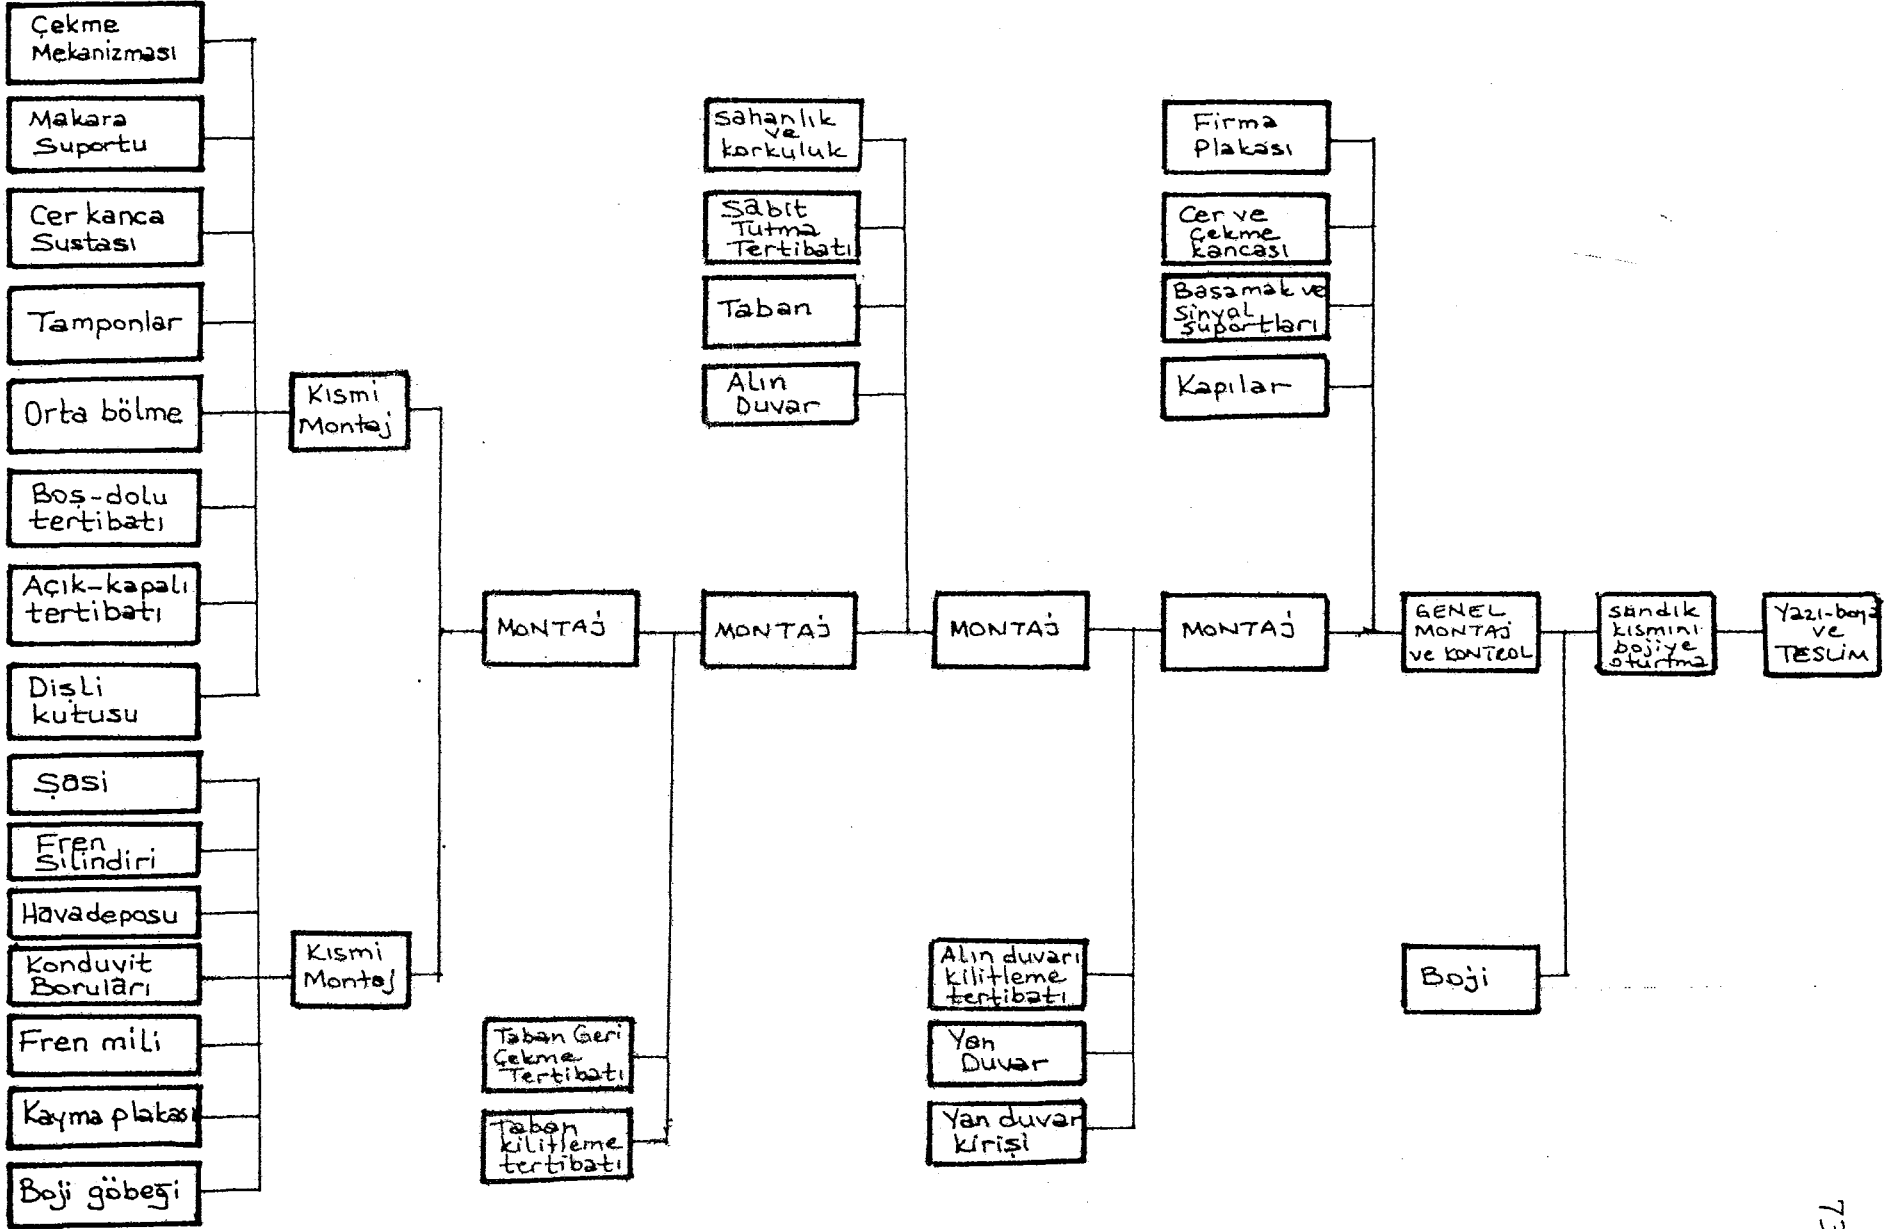 Çekme
Mekanizması
Makara
Suportu
Cer kanca
Sustası
Tamponlar
Orta bölme
Boş-dolu
tertibatı
Açık-kapalı
tertibatı
Dişli
kutusu
Şasi
Fren
Silindiri
Havadeposu
Konduvit
Boruları
Fren mili
Kayma plakası
Boji göbeği
Kısmi
Montaj
Kısmi
Montaj
MONTAJ
Taban Geri
Çekme
Tertibatı
Taban
kilitleme
tertibatı
MONTAJ
Sahanlık
ve
korkuluk
Sabit
Tutma
Tertibatı
Taban
Alın
Duvar
MONTAJ
Alın duvarı
kilitleme
tertibatı
Yan
Duvar
Yan duvar
kirişi
MONTAJ
Firma
Plakası
Cer ve
Çekme
kancası
Basamak ve
sinyal
suportları
Kapılar
GENEL
MONTAJ
ve KONTROL
Boji
sandık
kısmını
bojiye
oturtma
Yazı-boya
ve
TESLİM
73